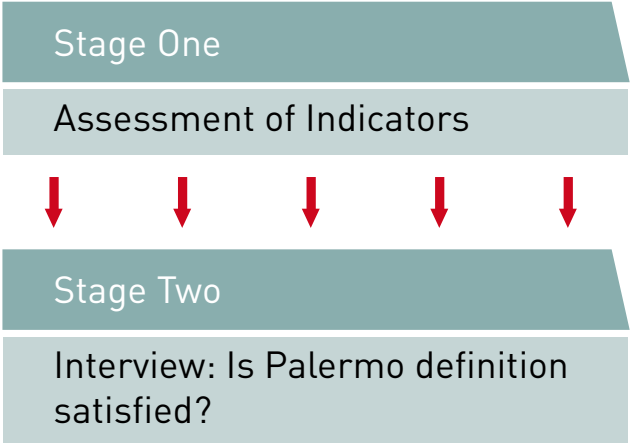 Stage One
Assessment of Indicators
Stage Two
Interview: Is Palermo definition
satisfied?